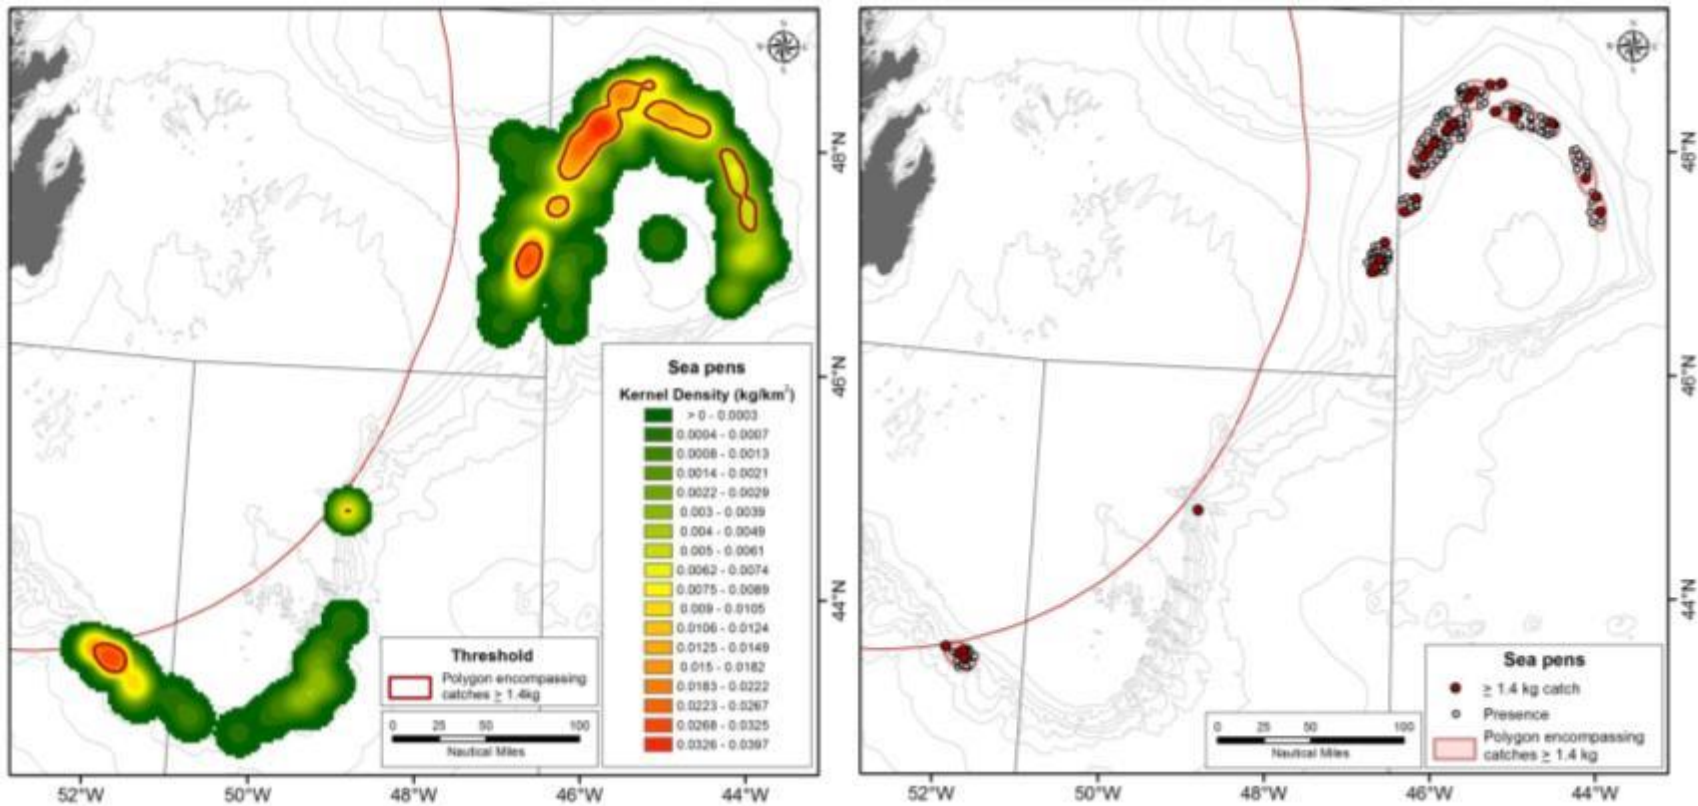 48°N
46°N
44°N
Sea pens
Kernel Density (kg/km²)
> 0 - 0.0003
0.0004 - 0.0007
0.0008 - 0.0013
0.0014 - 0.0021
0.0022 - 0.0029
0.003 - 0.0039
0.004 - 0.0049
0.005 - 0.0061
0.0062 - 0.0074
0.0075 - 0.0089
0.009 - 0.0105
0.0106 - 0.0124
0.0125 - 0.0149
0.015 - 0.0182
0.0183 - 0.0222
0.0223 - 0.0267
0.0268 - 0.0325
0.0326 - 0.0397
Threshold
Polygon encompassing
catches ≥ 1.4kg
0 25 50 100
Nautical Miles
52°W 50°W 48°W 46°W 44°W
48°N
46°N
44°N
Sea pens
≥ 1.4 kg catch
Presence
Polygon encompassing
catches ≥ 1.4 kg
0 25 50 100
Nautical Miles
52°W 50°W 48°W 46°W 44°W